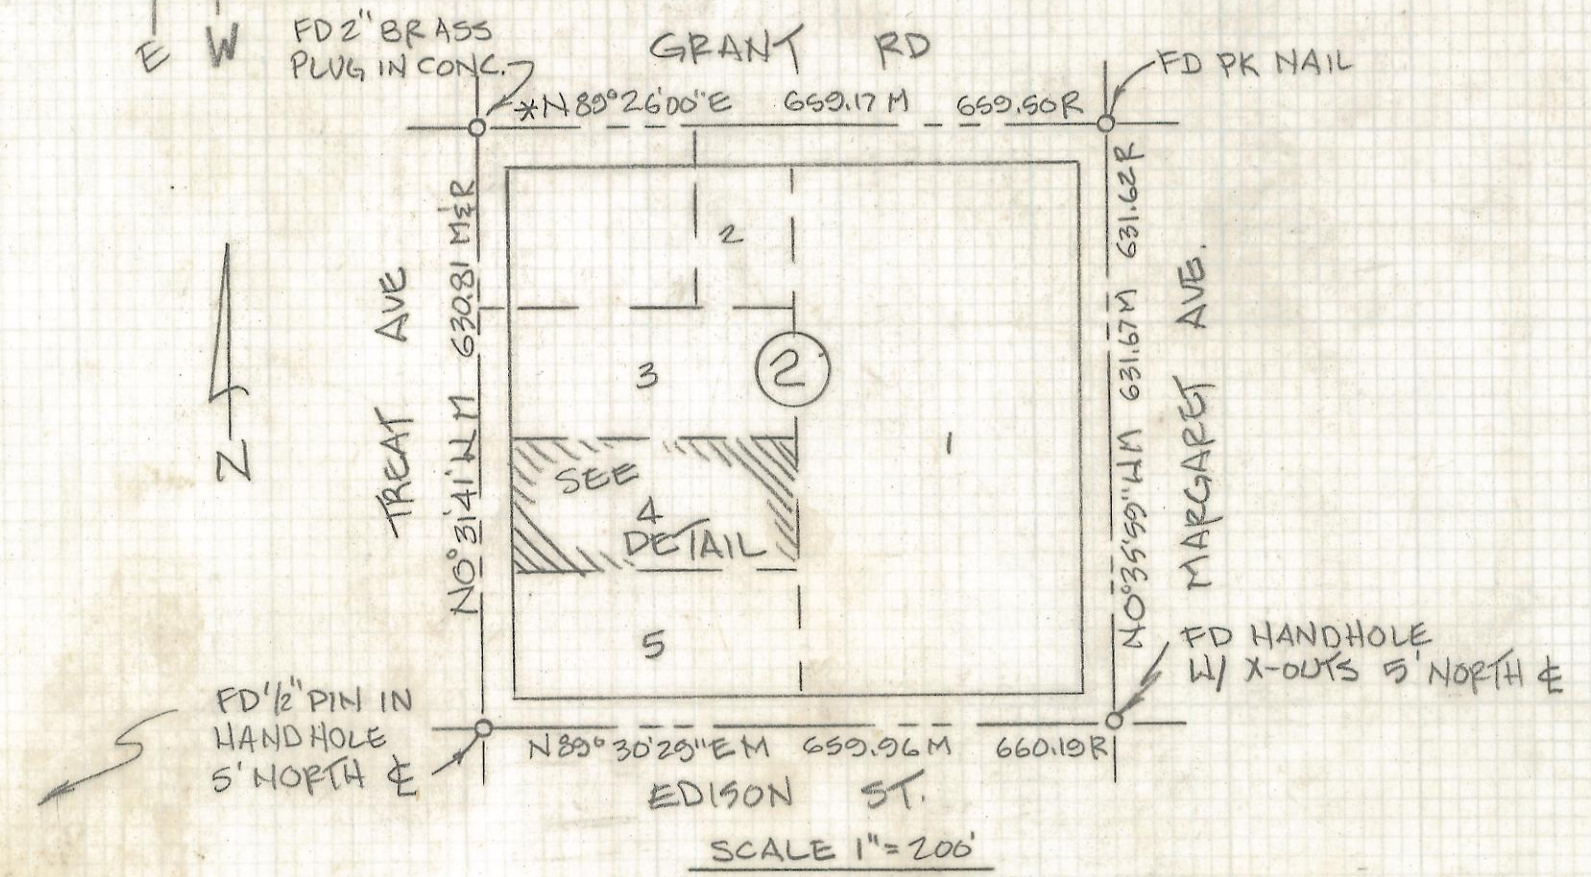 E W
FD 2" BRASS
PLUG IN CONC.
GRANT RD
FD PK NAIL
*N 89°26'00"E 659.17 M 659.50 R
TREAT AVE
N0°31'41"W M 630.81 M&R
N0°35'59"W M 631.67 M 631.62 R
MARGARET AVE.
2
3
2
1
SEE
4
DETAIL
5
N
FD 1/2" PIN IN
HANDHOLE
5' NORTH ℄
FD HANDHOLE
W/ X-OUTS 5' NORTH ℄
N 89°30'29"E M 659.96 M 660.19 R
EDISON ST.
SCALE 1"=200'